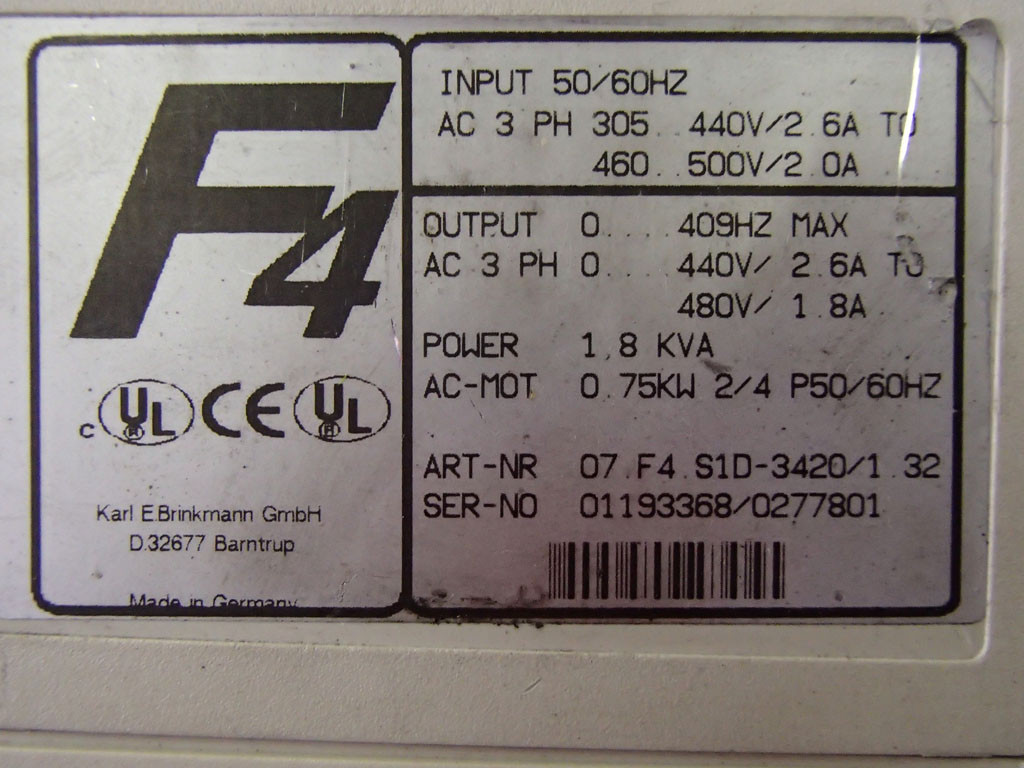 F4
c UL CE UL
Karl E.Brinkmann GmbH
D.32677 Barntrup
Made in Germany
INPUT 50/60HZ
AC 3 PH 305..440V/2.6A TO
460..500V/2.0A
OUTPUT 0....409HZ MAX
AC 3 PH 0....440V/ 2.6A TO
480V/ 1.8A
POWER 1,8 KVA
AC-MOT 0.75KW 2/4 P50/60HZ
ART-NR 07.F4.S1D-3420/1.32
SER-NO 01193368/0277801